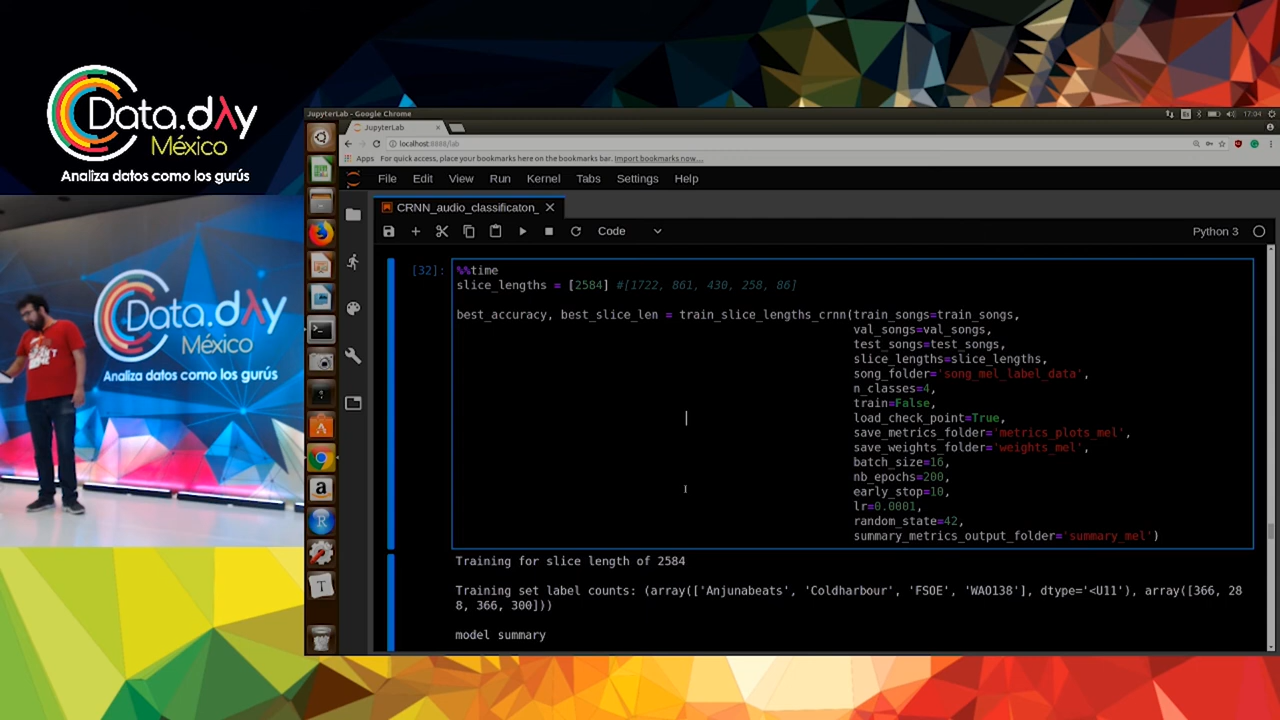 Data.day
México
Analiza datos como los gurús
Data.day
México
Analiza datos como los gurús
JupyterLab - Google Chrome
17:04
JupyterLab
localhost:8888/lab
Apps For quick access, place your bookmarks here on the bookmarks bar. Import bookmarks now...
File Edit View Run Kernel Tabs Settings Help
CRNN_audio_classificaton_
Code
Python 3
[32]:
%%time
slice_lengths = [2584] #[1722, 861, 430, 258, 86]
best_accuracy, best_slice_len = train_slice_lengths_crnn(train_songs=train_songs,
val_songs=val_songs,
test_songs=test_songs,
slice_lengths=slice_lengths,
song_folder='song_mel_label_data',
n_classes=4,
train=False,
load_check_point=True,
save_metrics_folder='metrics_plots_mel',
save_weights_folder='weights_mel',
batch_size=16,
nb_epochs=200,
early_stop=10,
lr=0.0001,
random_state=42,
summary_metrics_output_folder='summary_mel')
Training for slice length of 2584
Training set label counts: (array(['Anjunabeats', 'Coldharbour', 'FSOE', 'WAO138'], dtype='<U11'), array([366, 28
8, 366, 300]))
model summary